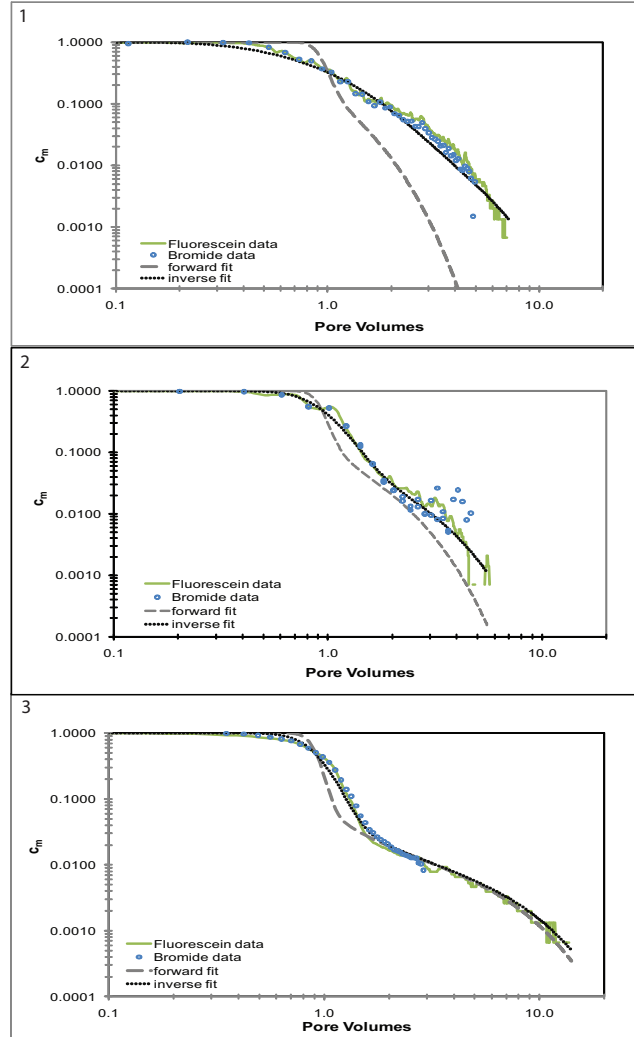 1
1.0000
0.1000
0.0100
0.0010
0.0001
cm
0.1
1.0
10.0
Pore Volumes
Fluorescein data
Bromide data
forward fit
inverse fit
2
1.0000
0.1000
0.0100
0.0010
0.0001
cm
0.1
1.0
10.0
Pore Volumes
Fluorescein data
Bromide data
forward fit
inverse fit
3
1.0000
0.1000
0.0100
0.0010
0.0001
cm
0.1
1.0
10.0
Pore Volumes
Fluorescein data
Bromide data
forward fit
inverse fit